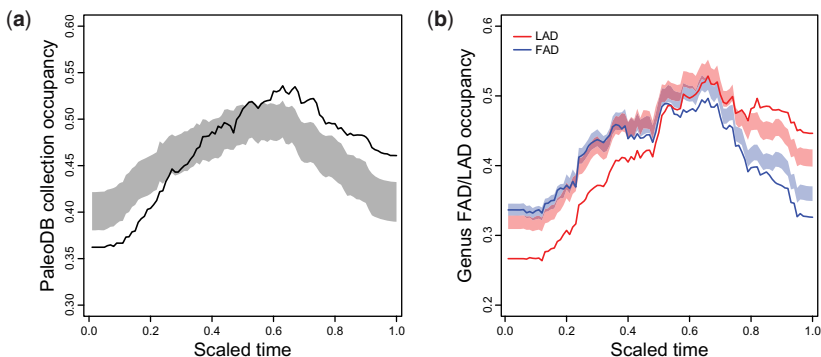 (a)
PaleoDB collection occupancy
0.60
0.55
0.50
0.45
0.40
0.35
0.30
0.0 0.2 0.4 0.6 0.8 1.0
Scaled time
(b)
Genus FAD/LAD occupancy
LAD
FAD
0.6
0.5
0.4
0.3
0.2
0.0 0.2 0.4 0.6 0.8 1.0
Scaled time